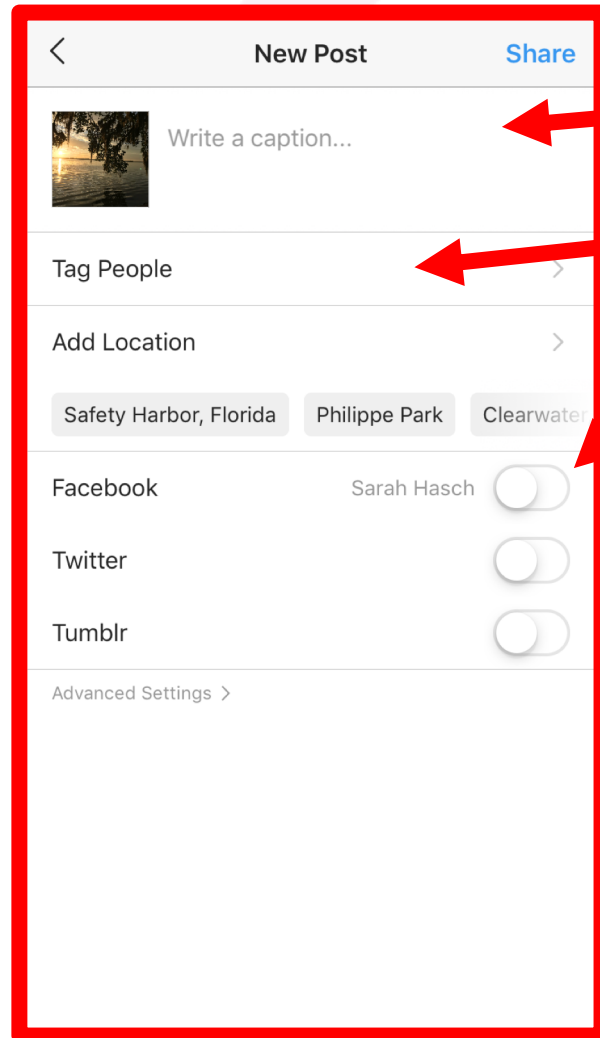 New Post Share
Write a caption...
Tag People
Add Location
Safety Harbor, Florida Philippe Park Clearwater
Facebook Sarah Hasch
Twitter
Tumblr
Advanced Settings